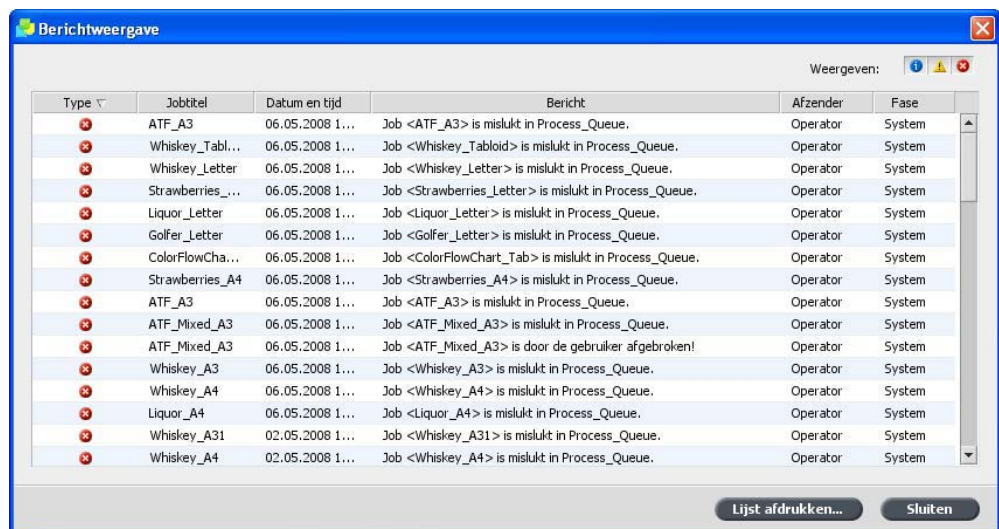 Berichtweergave
Weergeven:
Type Jobtitel Datum en tijd Bericht Afzender Fase
ATF_A3 06.05.2008 1... Job <ATF_A3> is mislukt in Process_Queue. Operator System
Whiskey_Tabl... 06.05.2008 1... Job <Whiskey_Tabloid> is mislukt in Process_Queue. Operator System
Whiskey_Letter 06.05.2008 1... Job <Whiskey_Letter> is mislukt in Process_Queue. Operator System
Strawberries_... 06.05.2008 1... Job <Strawberries_Letter> is mislukt in Process_Queue. Operator System
Liquor_Letter 06.05.2008 1... Job <Liquor_Letter> is mislukt in Process_Queue. Operator System
Golfer_Letter 06.05.2008 1... Job <Golfer_Letter> is mislukt in Process_Queue. Operator System
ColorFlowCha... 06.05.2008 1... Job <ColorFlowChart_Tab> is mislukt in Process_Queue. Operator System
Strawberries_A4 06.05.2008 1... Job <Strawberries_A4> is mislukt in Process_Queue. Operator System
ATF_A3 06.05.2008 1... Job <ATF_A3> is mislukt in Process_Queue. Operator System
ATF_Mixed_A3 06.05.2008 1... Job <ATF_Mixed_A3> is mislukt in Process_Queue. Operator System
ATF_Mixed_A3 06.05.2008 1... Job <ATF_Mixed_A3> is door de gebruiker afgebroken! Operator System
Whiskey_A3 06.05.2008 1... Job <Whiskey_A3> is mislukt in Process_Queue. Operator System
Whiskey_A4 06.05.2008 1... Job <Whiskey_A4> is mislukt in Process_Queue. Operator System
Liquor_A4 06.05.2008 1... Job <Liquor_A4> is mislukt in Process_Queue. Operator System
Whiskey_A31 02.05.2008 1... Job <Whiskey_A31> is mislukt in Process_Queue. Operator System
Whiskey_A4 02.05.2008 1... Job <Whiskey_A4> is mislukt in Process_Queue. Operator System
Lijst afdrukken... Sluiten